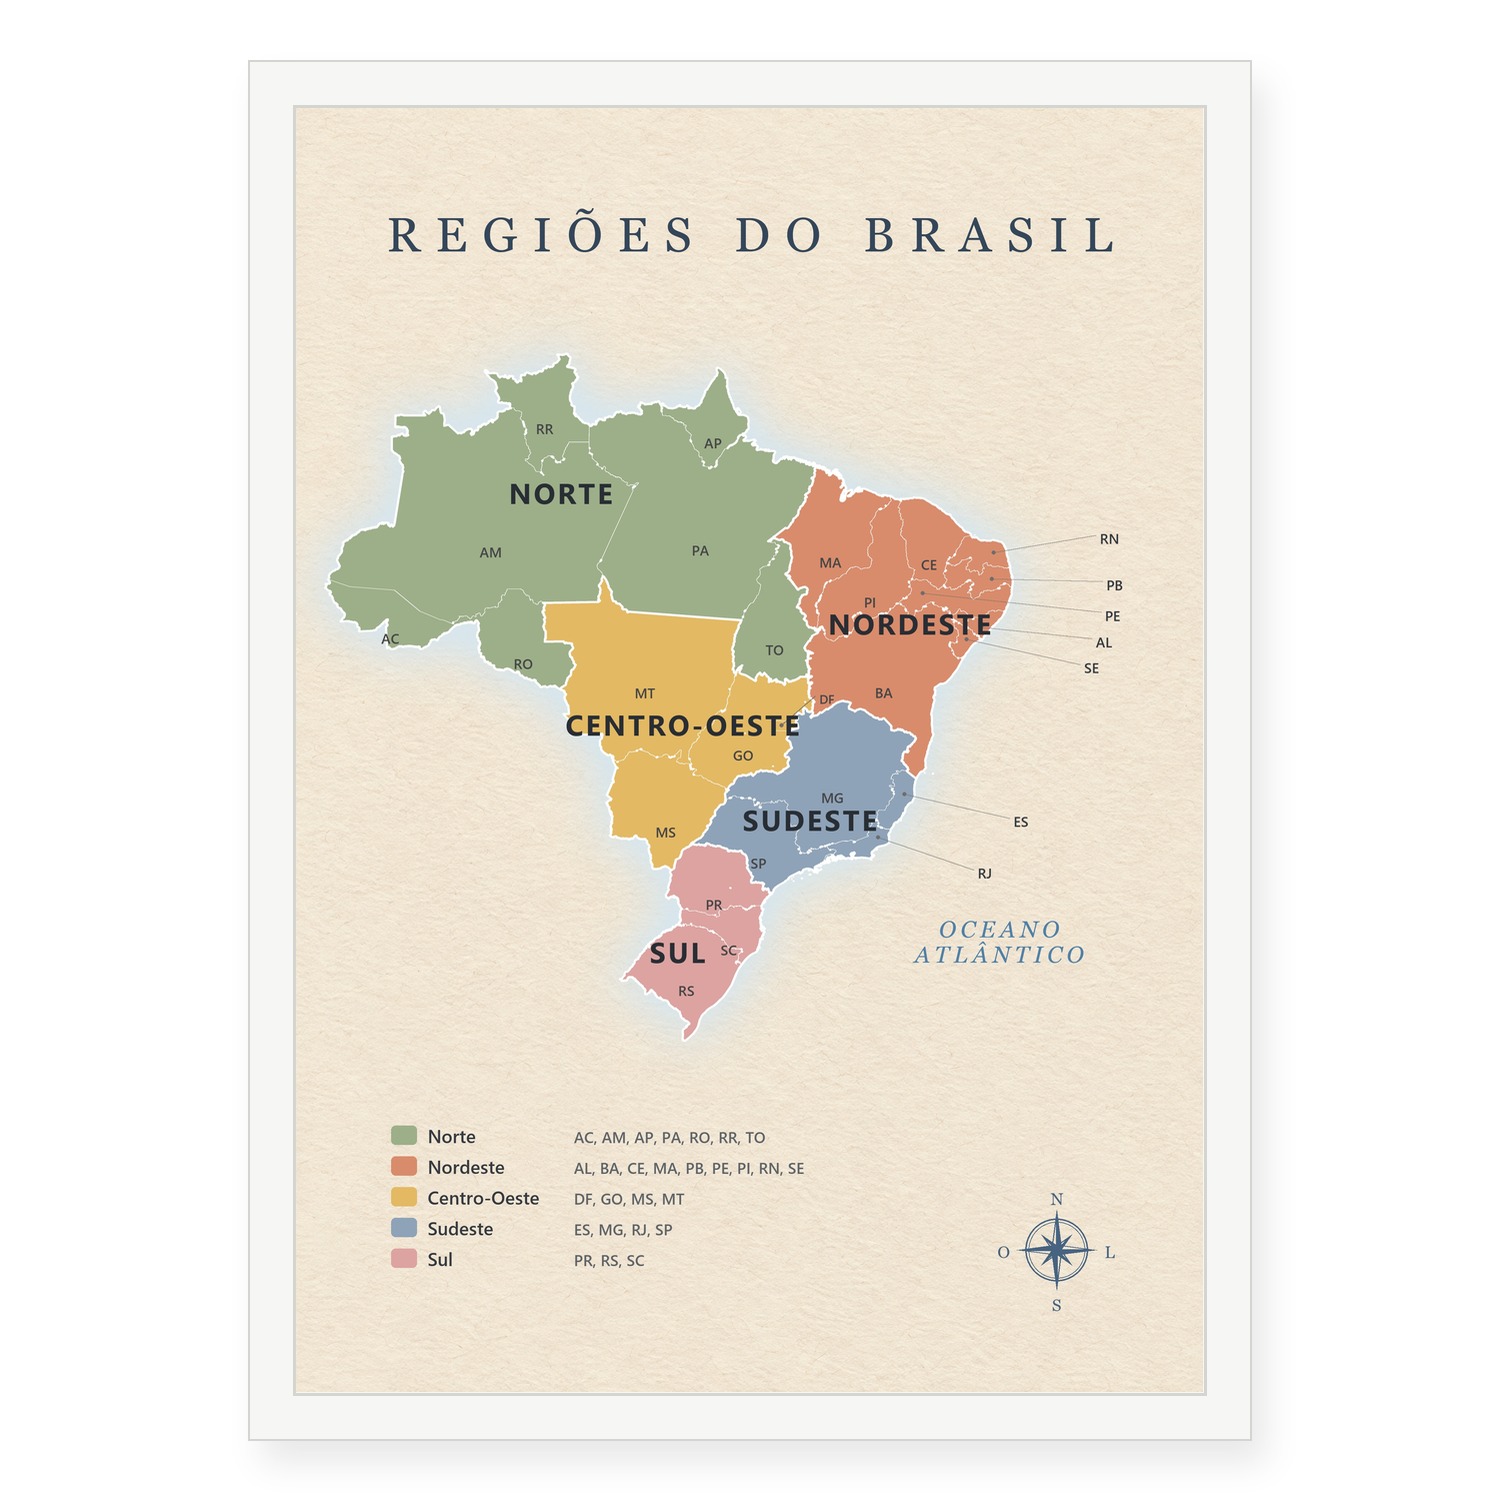 REGIÕES DO BRASIL
RR
AP
NORTE
AM
PA
RN
MA
CE
PB
PI
PE
NORDESTE
AC
AL
TO
RO
SE
MT
DF
BA
CENTRO-OESTE
GO
MG
SUDESTE
ES
MS
SP
RJ
PR
OCEANO
ATLÂNTICO
SUL
SC
RS
Norte AC, AM, AP, PA, RO, RR, TO
Nordeste AL, BA, CE, MA, PB, PE, PI, RN, SE
Centro-Oeste DF, GO, MS, MT
Sudeste ES, MG, RJ, SP
Sul PR, RS, SC
N
O L
S